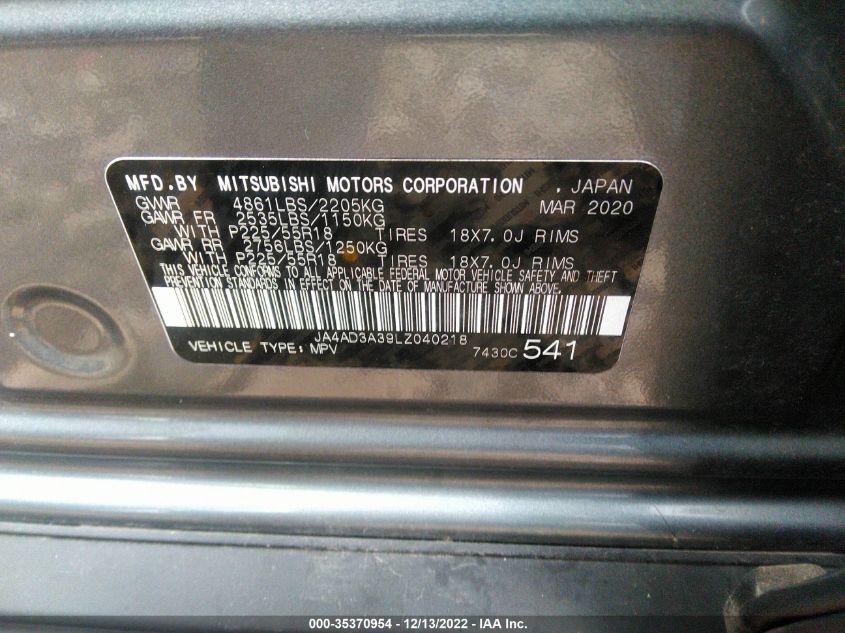 MFD.BY MITSUBISHI MOTORS CORPORATION .JAPAN
GVWR 4861LBS/2205KG MAR 2020
GAWR FR 2535LBS/1150KG
WITH P225/55R18 TIRES 18X7.0J RIMS
GAWR RR 2756LBS/1250KG
WITH P225/55R18 TIRES 18X7.0J RIMS
THIS VEHICLE CONFORMS TO ALL APPLICABLE FEDERAL MOTOR VEHICLE SAFETY AND THEFT
PREVENTION STANDARDS IN EFFECT ON THE DATE OF MANUFACTURE SHOWN ABOVE.
JA4AD3A39LZ040218
VEHICLE TYPE: MPV 7430C 541
000-35370954 - 12/13/2022 - IAA Inc.